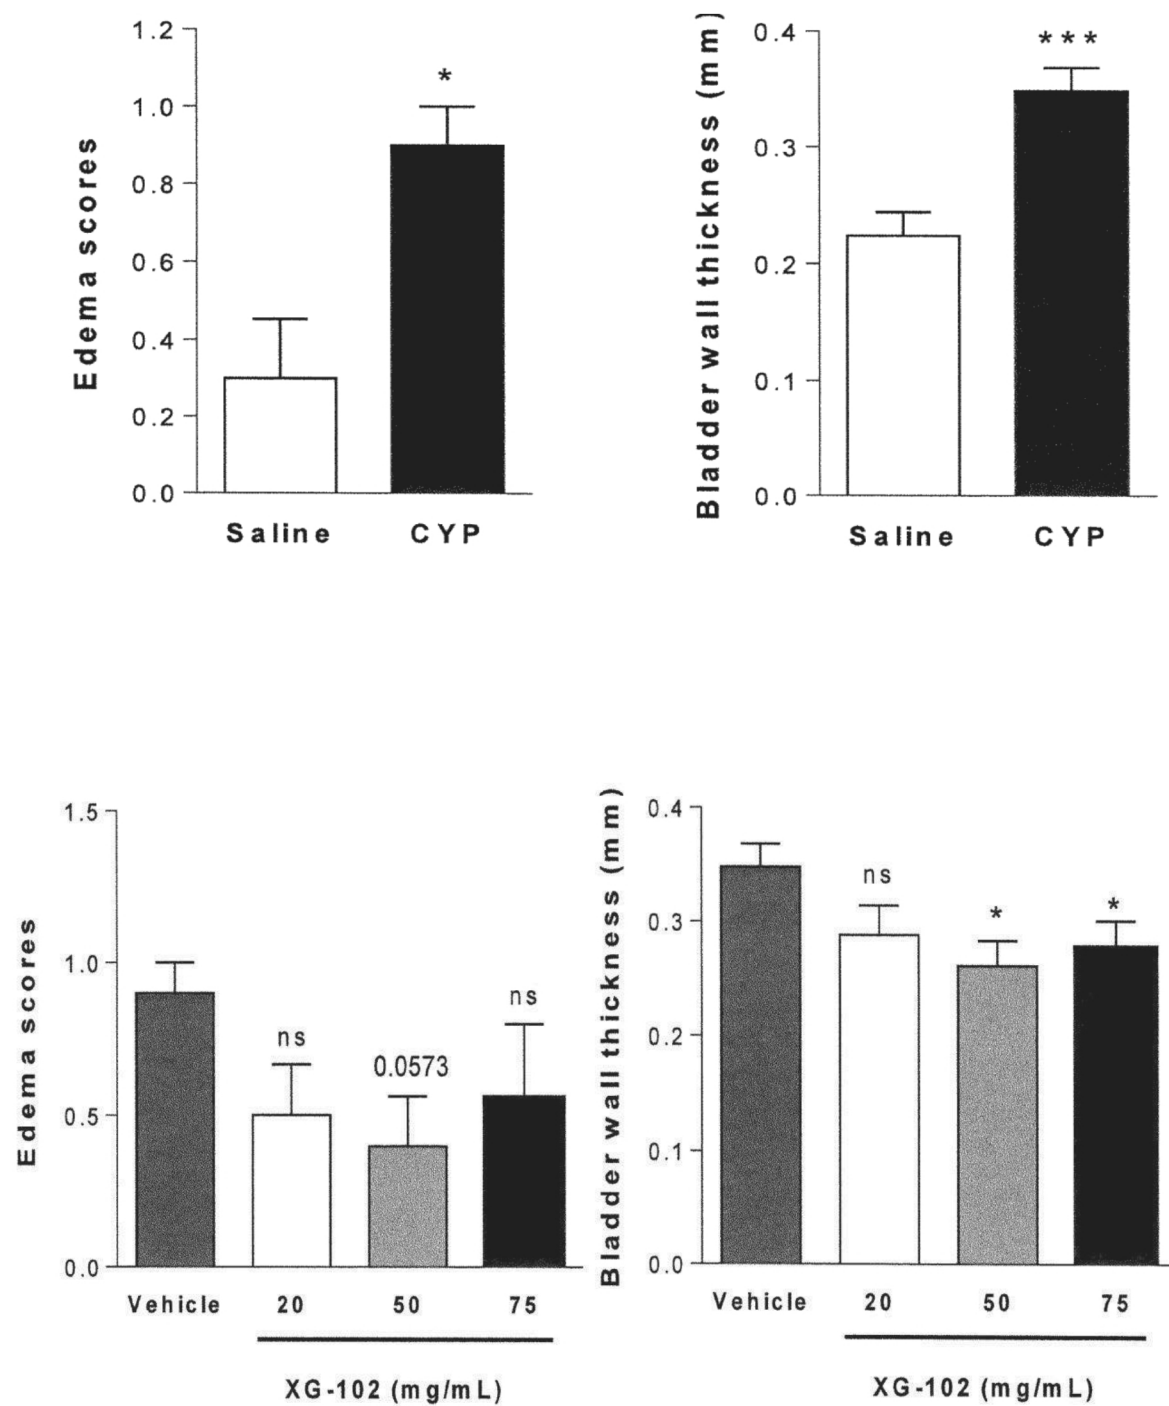 Edema scores
1.2
1.0
0.8
0.6
0.4
0.2
0.0
*
Saline CYP
Bladder wall thickness (mm)
0.4
0.3
0.2
0.1
0.0
***
Saline CYP
Edema scores
1.5
1.0
0.5
0.0
ns
0.0573
ns
Vehicle 20 50 75
XG-102 (mg/mL)
Bladder wall thickness (mm)
0.4
0.3
0.2
0.1
0.0
ns
*
*
Vehicle 20 50 75
XG-102 (mg/mL)